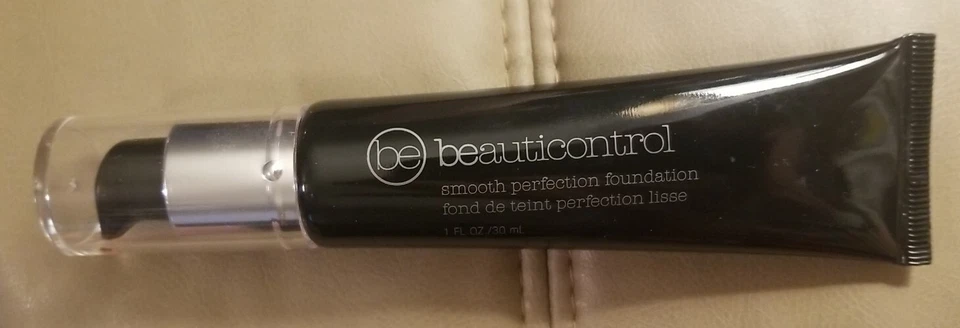 be beauticontrol
smooth perfection foundation
fond de teint perfection lisse
1 FL OZ/30 mL